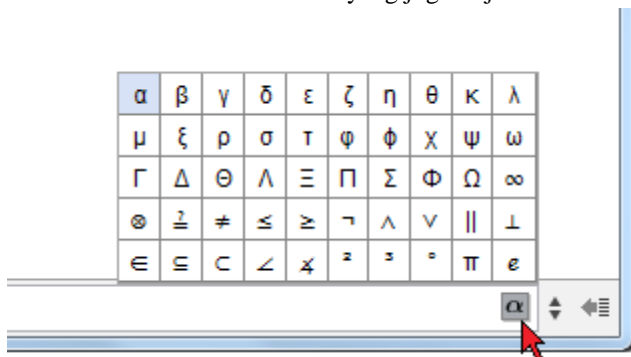 α β γ δ ε ζ η θ κ λ
μ ξ ρ σ τ φ ϕ χ ψ ω
Γ Δ Θ Λ Ξ Π Σ Φ Ω ∞
⊗ ≟ ≠ ≤ ≥ ¬ ∧ ∨ ∥ ⊥
∈ ⊆ ⊂ ∠ ∡ ² ³ ° π ℯ
α